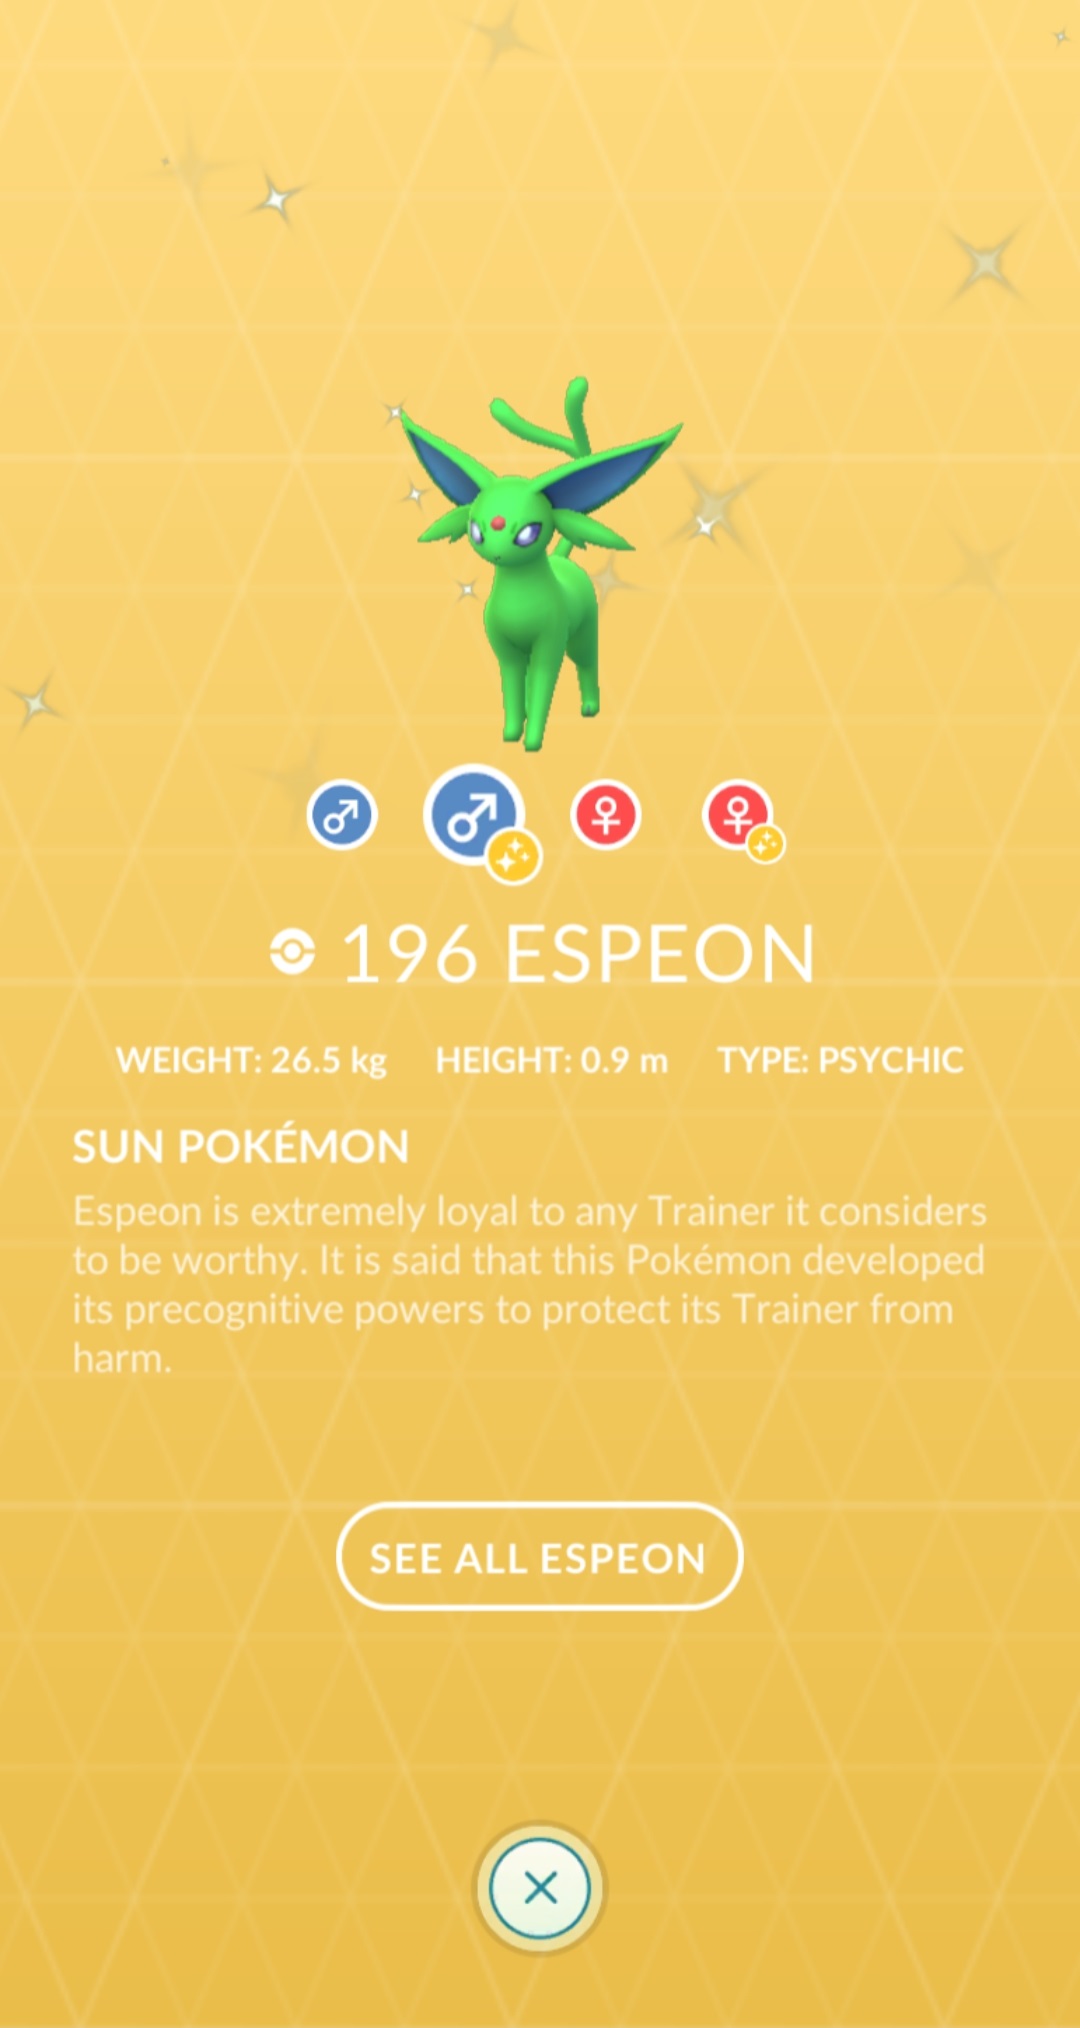 196 ESPEON
WEIGHT: 26.5 kg HEIGHT: 0.9 m TYPE: PSYCHIC
SUN POKÉMON
Espeon is extremely loyal to any Trainer it considers
to be worthy. It is said that this Pokémon developed
its precognitive powers to protect its Trainer from
harm.
SEE ALL ESPEON